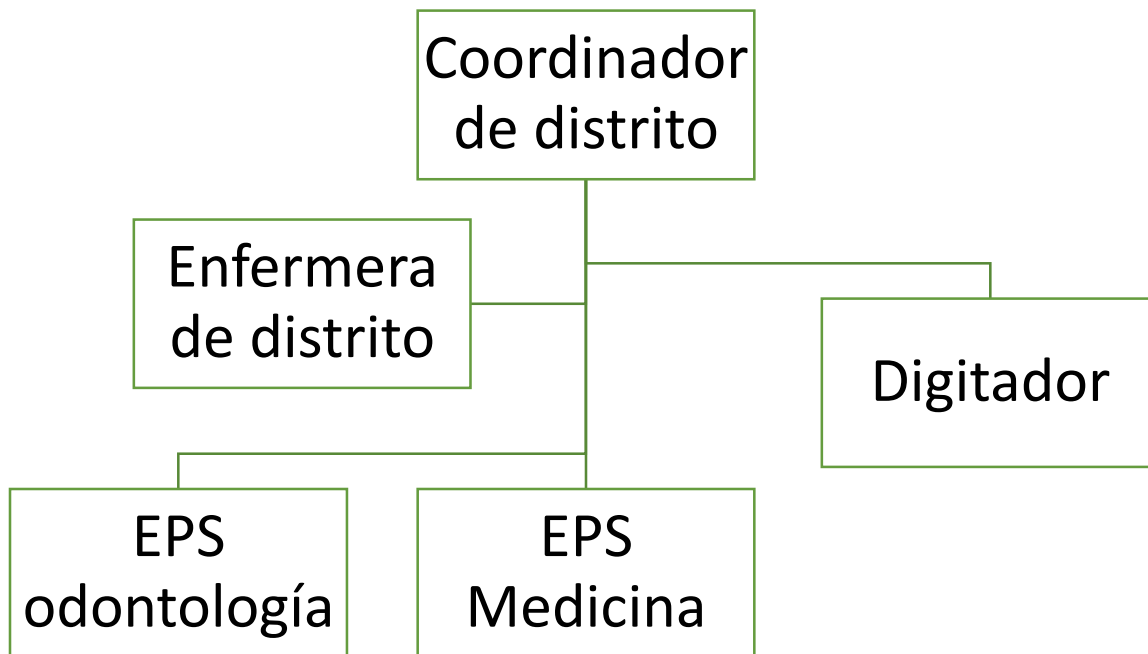 Coordinador
de distrito
Enfermera
de distrito
Digitador
EPS
odontología
EPS
Medicina